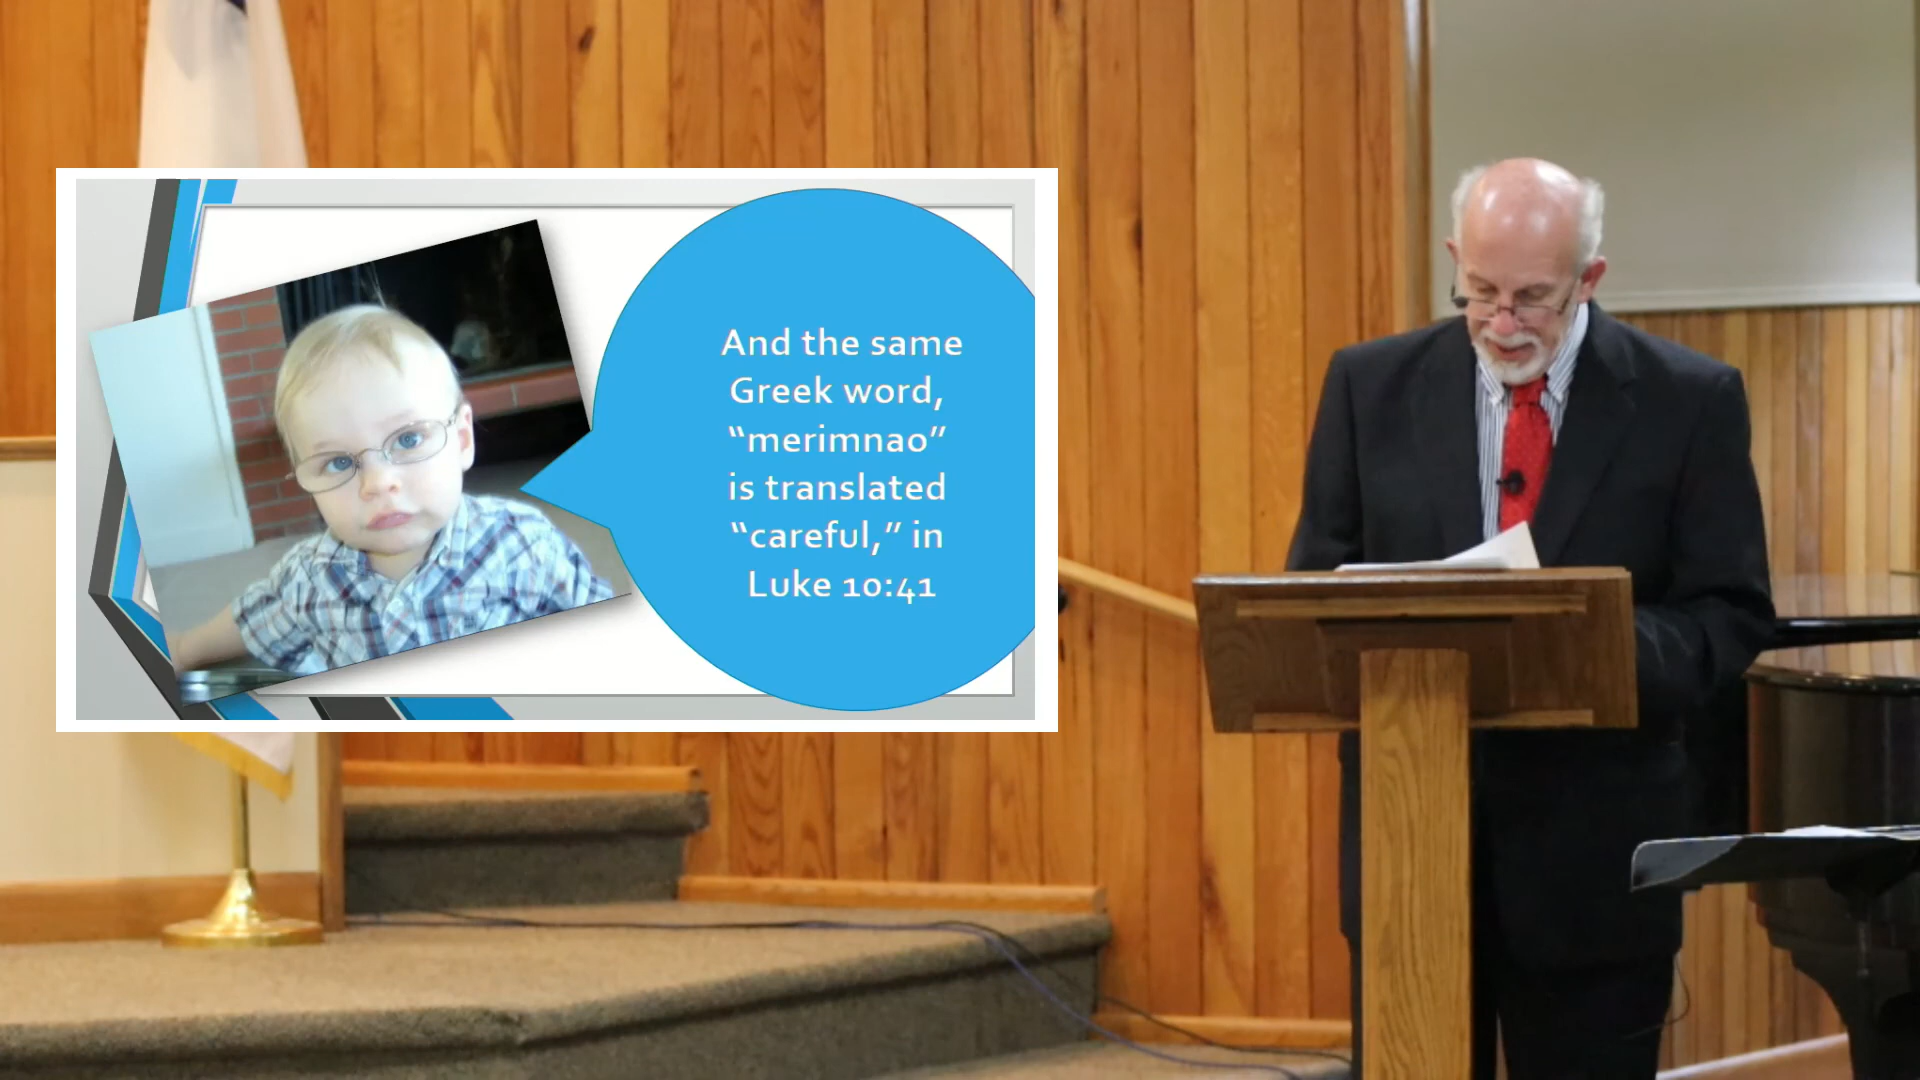 And the same
Greek word,
“merimnao”
is translated
“careful,” in
Luke 10:41